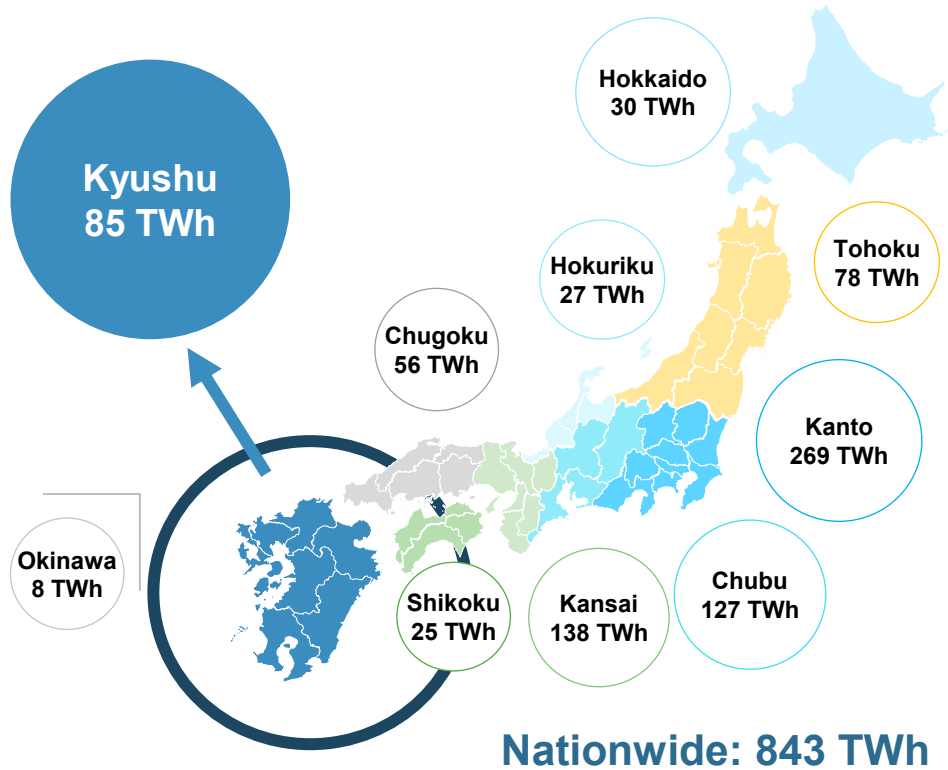 Hokkaido
30 TWh
Kyushu
85 TWh
Tohoku
78 TWh
Hokuriku
27 TWh
Chugoku
56 TWh
Kanto
269 TWh
Okinawa
8 TWh
Shikoku
25 TWh
Kansai
138 TWh
Chubu
127 TWh
Nationwide: 843 TWh